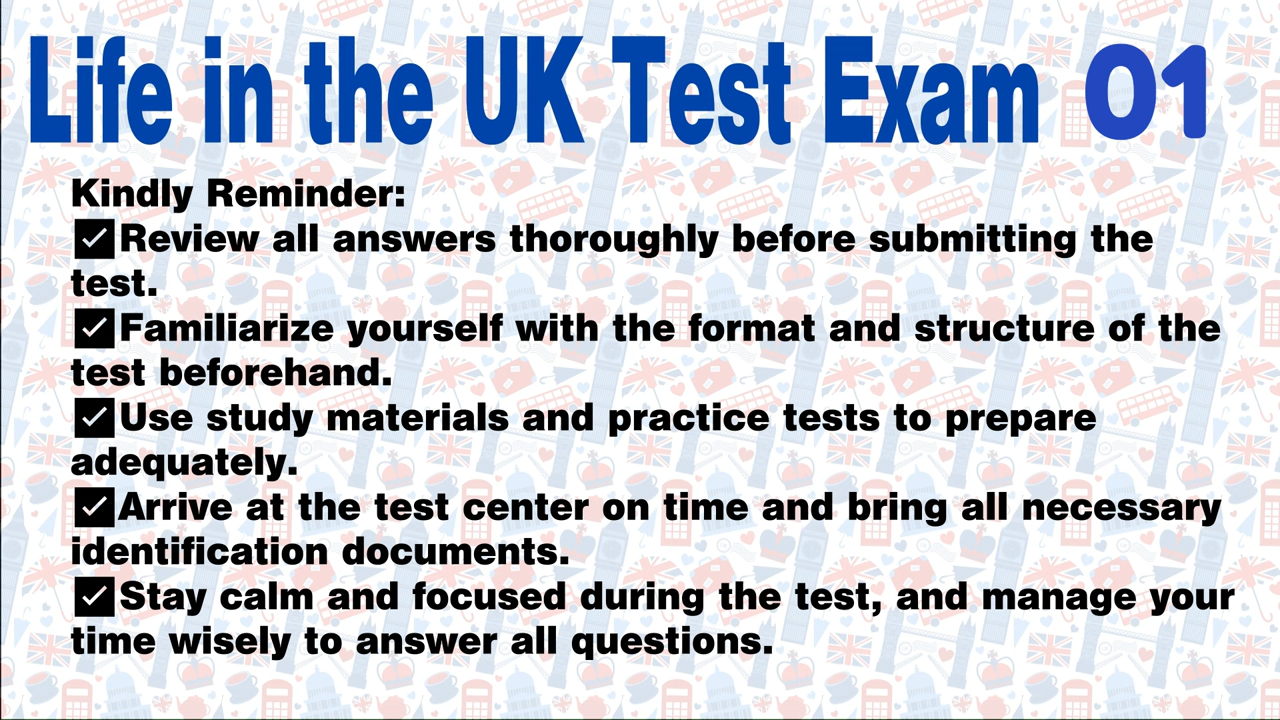 Life in the UK Test Exam 01
Kindly Reminder:
☑Review all answers thoroughly before submitting the
test.
☑Familiarize yourself with the format and structure of the
test beforehand.
☑Use study materials and practice tests to prepare
adequately.
☑Arrive at the test center on time and bring all necessary
identification documents.
☑Stay calm and focused during the test, and manage your
time wisely to answer all questions.